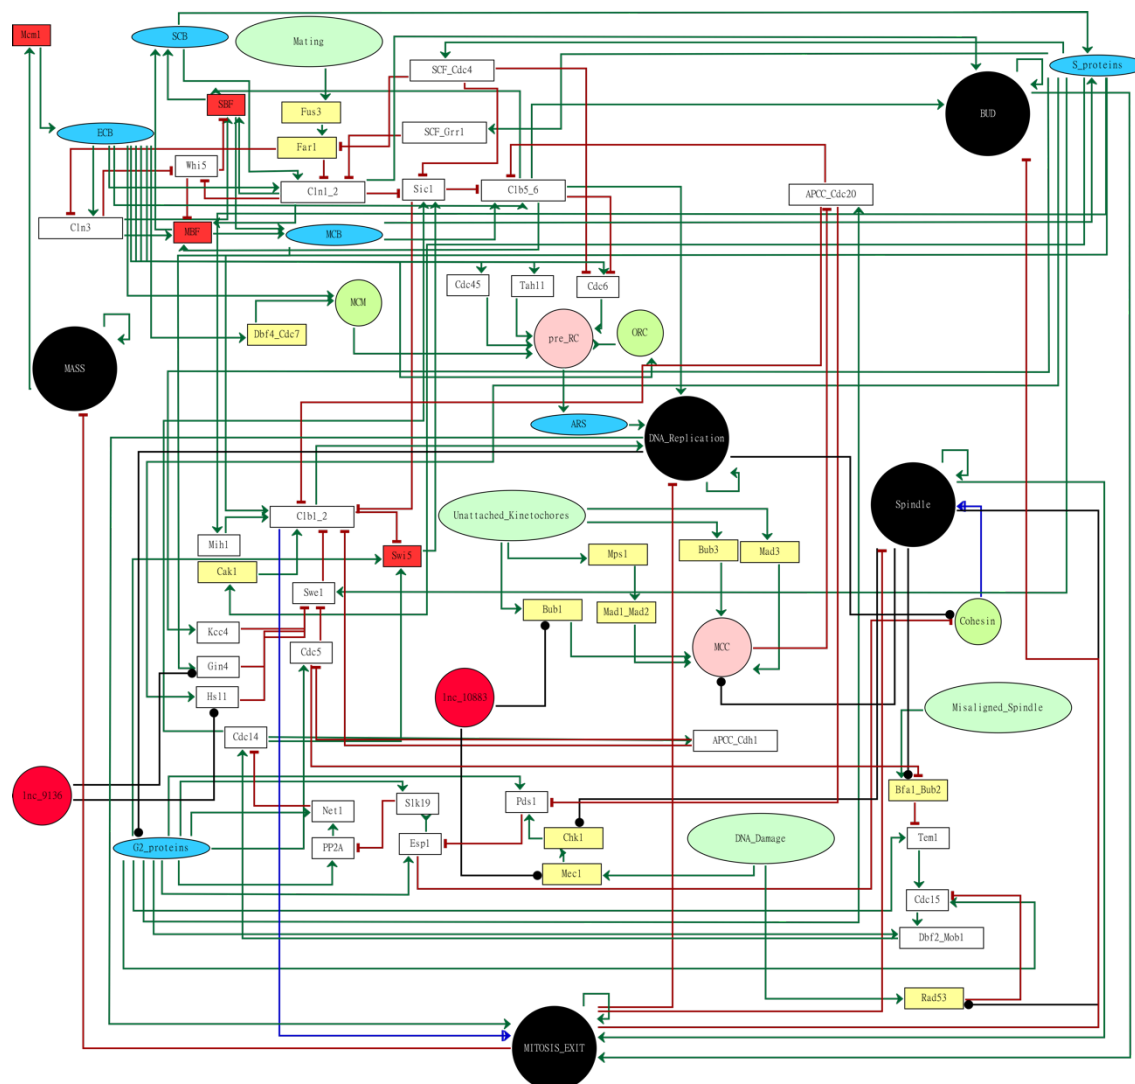 Mcm1
SCB
Mating
SCF_Cdc4
S_proteins
SBF
Fus3
BUD
ECB
SCF_Grr1
Far1
Whi5
Cln1_2
Sic1
Clb5_6
APCC_Cdc20
Cln3
MBF
MCB
Cdc45
Tah11
Cdc6
MCM
Dbf4_Cdc7
pre_RC
ORC
MASS
ARS
DNA_Replication
Spindle
Clb1_2
Unattached_Kinetochores
Mih1
Swi5
Mps1
Bub3
Mad3
Cak1
Swe1
Bub1
Mad1_Mad2
Cohesin
Kcc4
Cdc5
MCC
Gin4
Hsl1
lnc_10883
Misaligned_Spindle
Cdc14
APCC_Cdh1
lnc_9136
Bfa1_Bub2
Net1
Slk19
Pds1
G2_proteins
PP2A
Esp1
Chk1
DNA_Damage
Tem1
Mec1
Cdc15
Dbf2_Mob1
Rad53
MITOSIS_EXIT